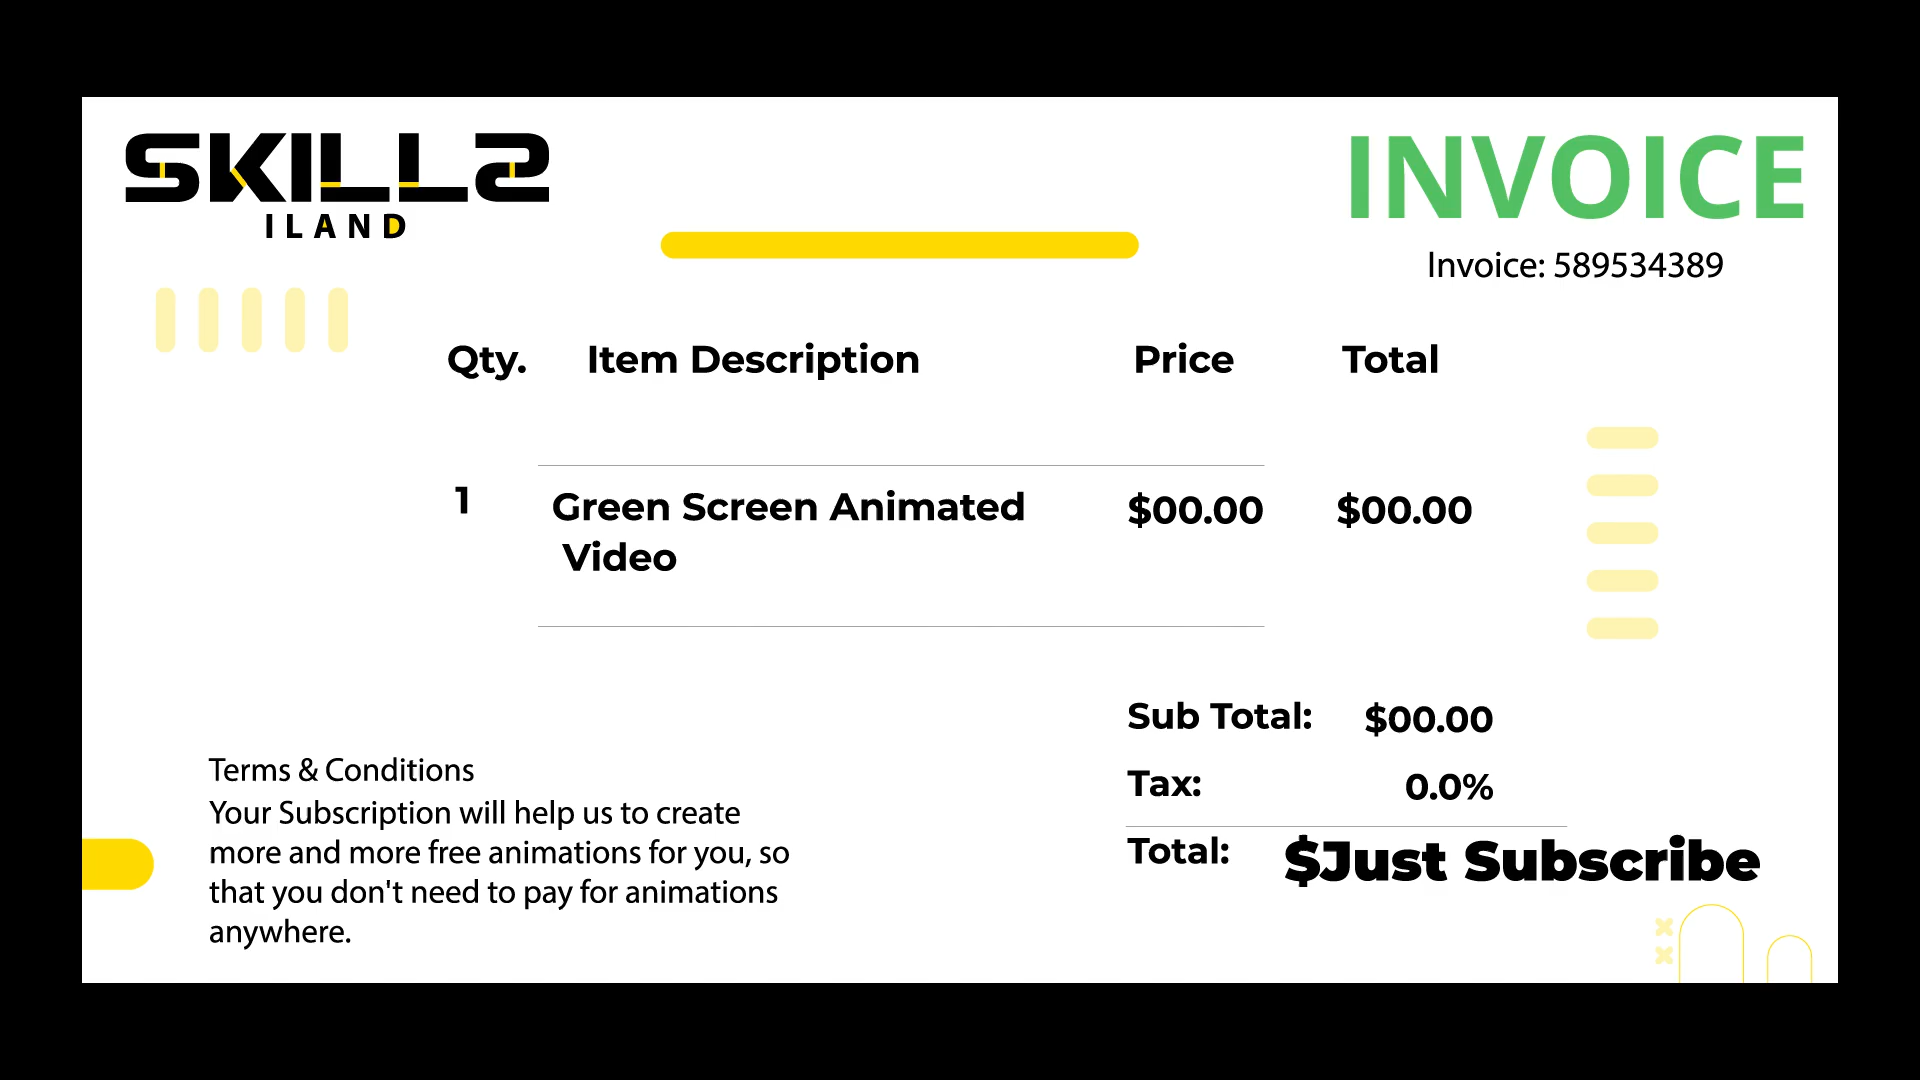 SKILLS
ILAND
INVOICE
Invoice: 589534389
Qty. Item Description Price Total
1 Green Screen Animated $00.00 $00.00
Video
Sub Total: $00.00
Tax: 0.0%
Total: $Just Subscribe
Terms & Conditions
Your Subscription will help us to create
more and more free animations for you, so
that you don't need to pay for animations
anywhere.